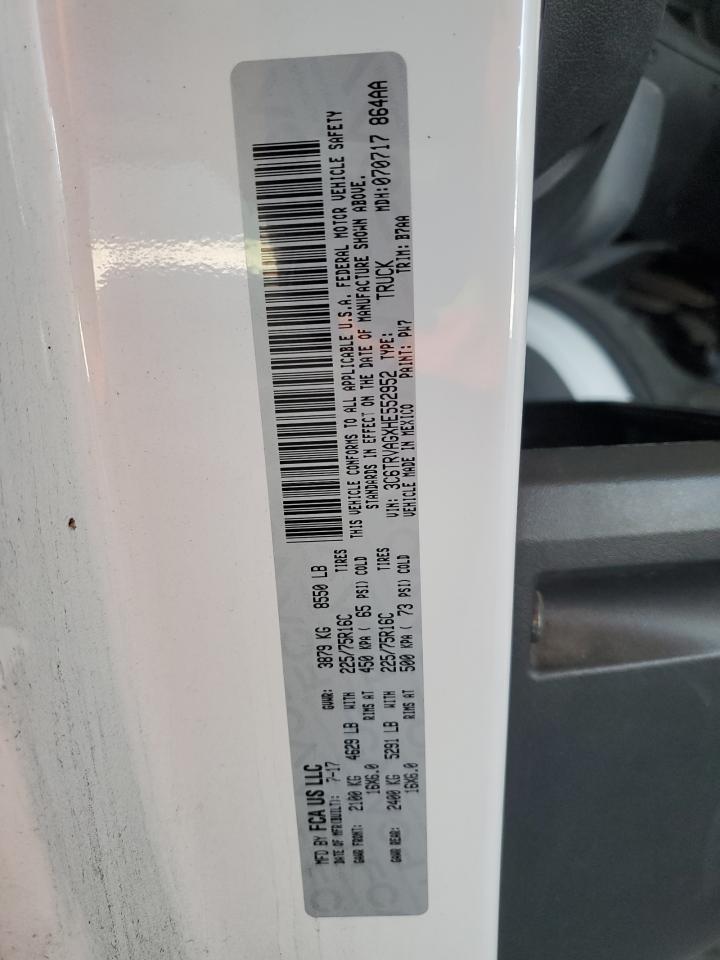 MFD BY FCA US LLC
DATE OF MFR(BUILT): 7-17 GVWR: 3879 KG 8550 LB
GAWR FRONT: 2100 KG 4629 LB WITH 225/75R16C TIRES
16X6.0 RIMS AT 450 KPA ( 65 PSI) COLD
GAWR REAR: 2400 KG 5291 LB WITH 225/75R16C TIRES
16X6.0 RIMS AT 500 KPA ( 73 PSI) COLD
THIS VEHICLE CONFORMS TO ALL APPLICABLE U.S.A. FEDERAL MOTOR VEHICLE SAFETY
STANDARDS IN EFFECT ON THE DATE OF MANUFACTURE SHOWN ABOVE.
VIN: 3C6TRVAGXHE552952 TYPE: TRUCK MDH:070717 864AA
VEHICLE MADE IN MEXICO PAINT: PW7 TRIM: B7AA